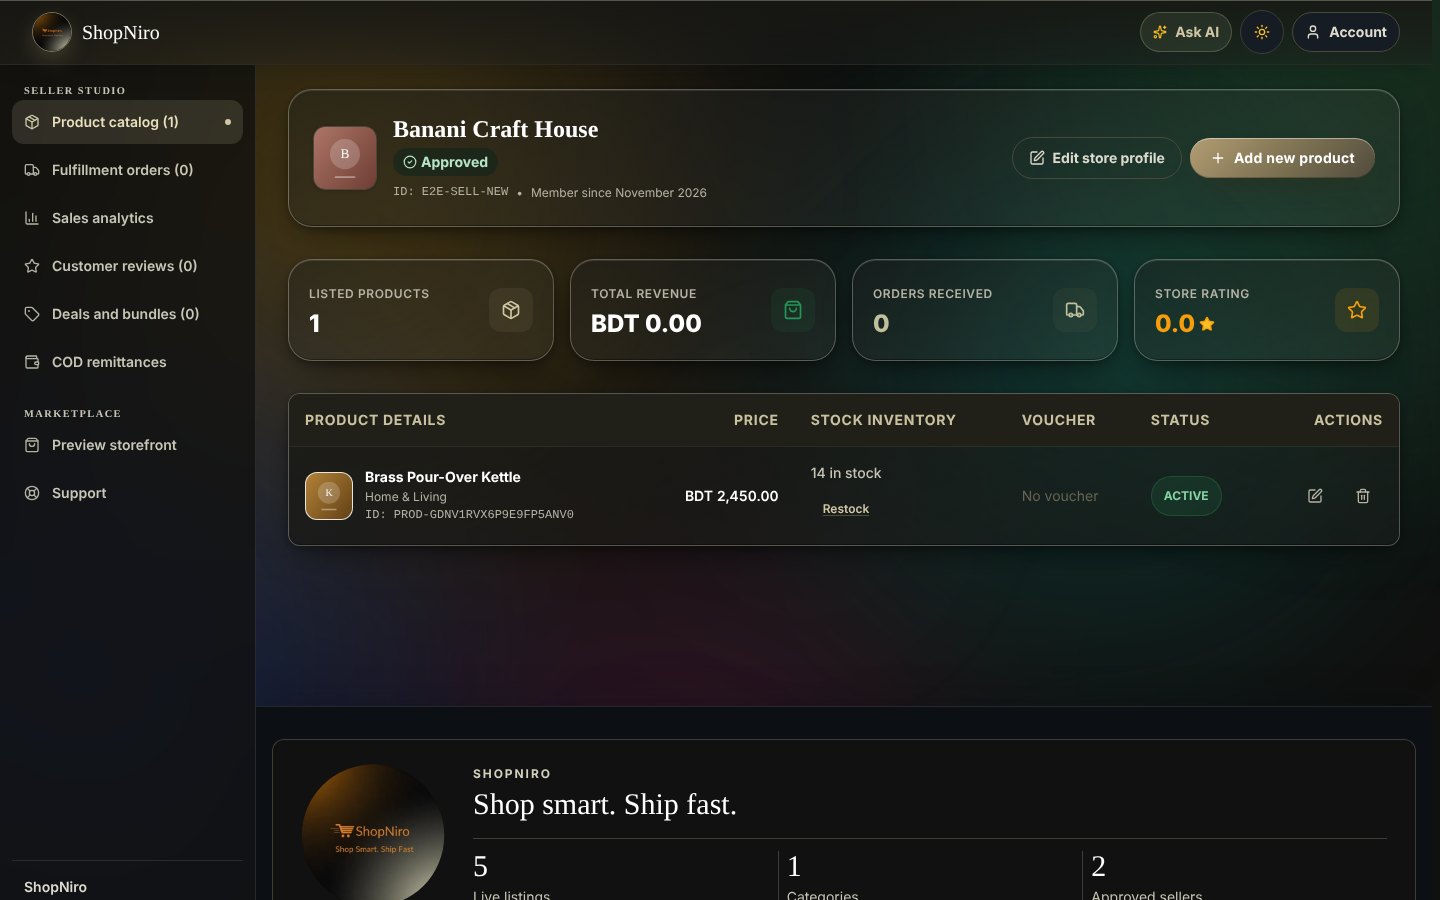 ShopNiro
Ask AI
Account
SELLER STUDIO
Product catalog (1)
Fulfillment orders (0)
Sales analytics
Customer reviews (0)
Deals and bundles (0)
COD remittances
MARKETPLACE
Preview storefront
Support
ShopNiro
B
Banani Craft House
Approved
ID: E2E-SELL-NEW • Member since November 2026
Edit store profile
Add new product
LISTED PRODUCTS
1
TOTAL REVENUE
BDT 0.00
ORDERS RECEIVED
0
STORE RATING
0.0
PRODUCT DETAILS PRICE STOCK INVENTORY VOUCHER STATUS ACTIONS
K
Brass Pour-Over Kettle
Home & Living
ID: PROD-GDNV1RVX6P9E9FP5ANV0
BDT 2,450.00
14 in stock
Restock
No voucher
ACTIVE
ShopNiro
Shop Smart. Ship Fast
SHOPNIRO
Shop smart. Ship fast.
5
Live listings
1
Categories
2
Approved sellers